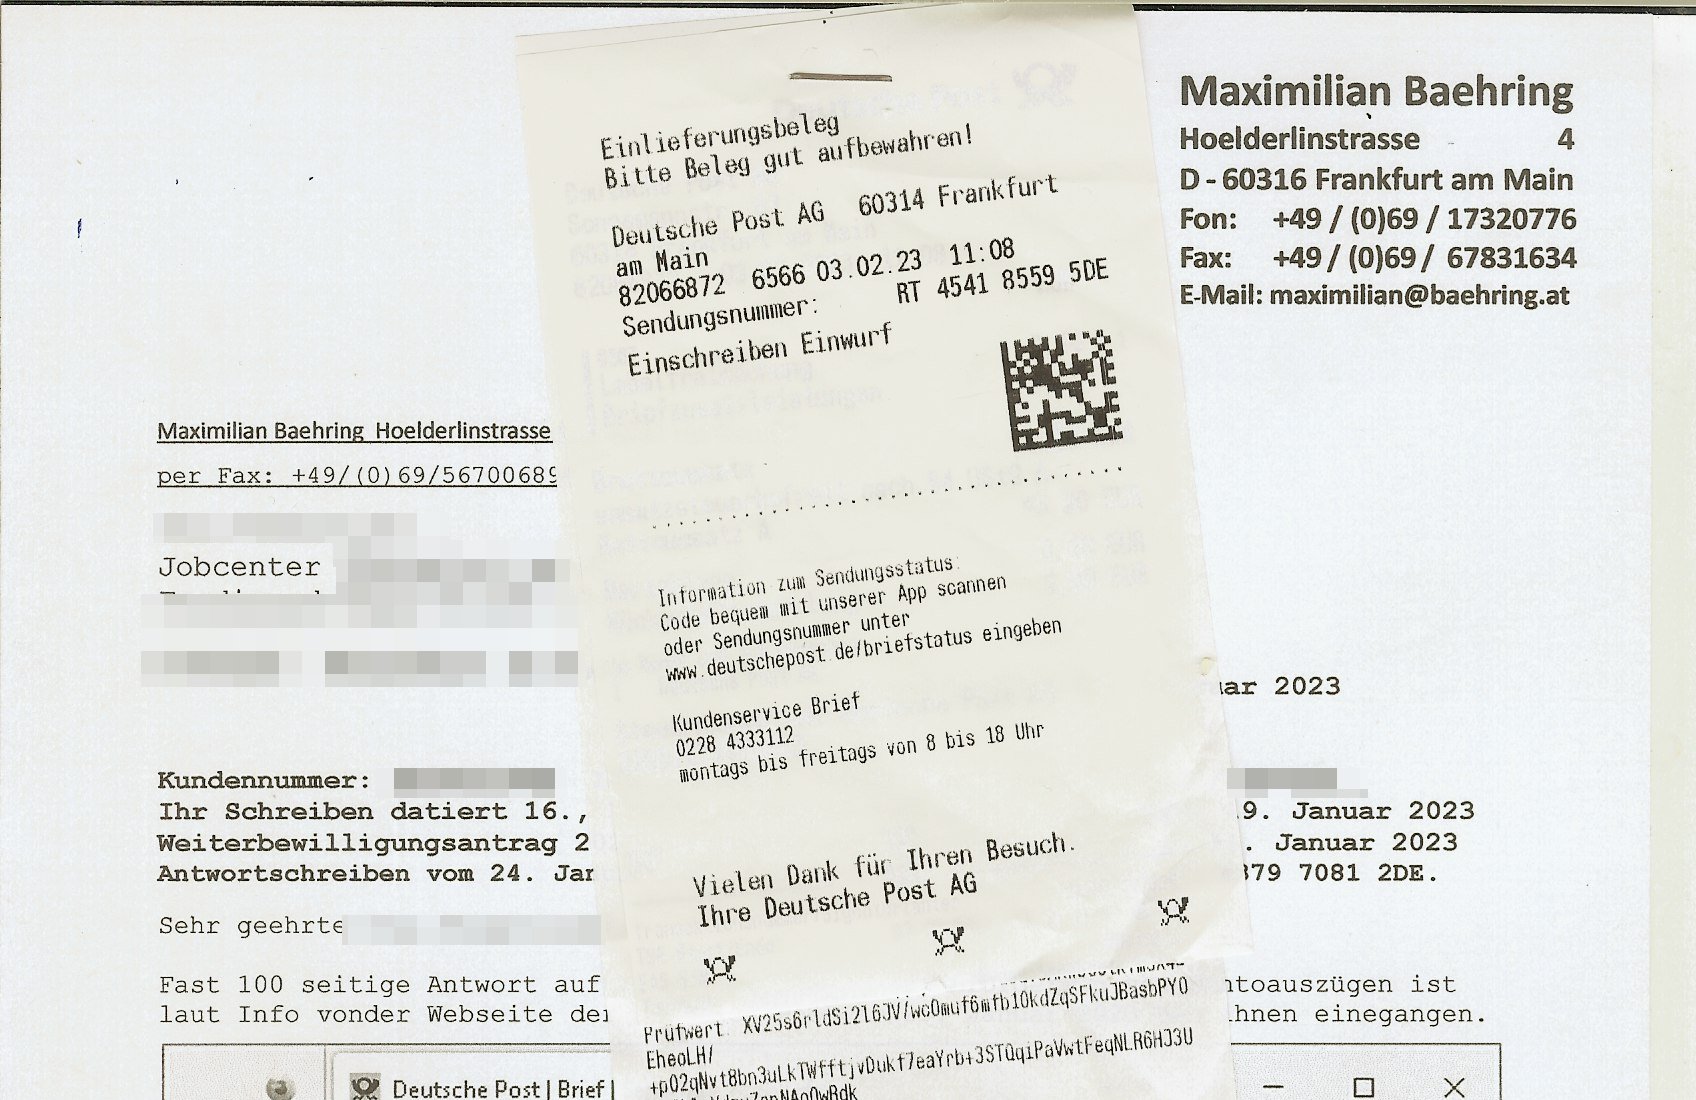 Maximilian Baehring
Hoelderlinstrasse 4
D - 60316 Frankfurt am Main
Fon: +49 / (0)69 / 17320776
Fax: +49 / (0)69 / 67831634
E-Mail: maximilian@baehring.at
Einlieferungsbeleg
Bitte Beleg gut aufbewahren!
Deutsche Post AG 60314 Frankfurt
am Main
82066872 6566 03.02.23 11:08
Sendungsnummer: RT 4541 8559 5DE
Einschreiben Einwurf
Information zum Sendungsstatus:
Code bequem mit unserer App scannen
oder Sendungsnummer unter
www.deutschepost.de/briefstatus eingeben
Kundenservice Brief
0228 4333112
montags bis freitags von 8 bis 18 Uhr
Vielen Dank für Ihren Besuch.
Ihre Deutsche Post AG
Prüfwert
EheoLH/
Maximilian Baehring Hoelderlinstrasse
per Fax: +49/(0)69/5670068
Jobcenter
ar 2023
Kundennummer:
Ihr Schreiben datiert 16., 9. Januar 2023
Weiterbewilligungsantrag 2 . Januar 2023
Antwortschreiben vom 24. Jan 379 7081 2DE.
Sehr geehrte
Fast 100 seitige Antwort auf ntoauszügen ist
laut Info vonder Webseite der ihnen einegangen.
Deutsche Post | Brief |